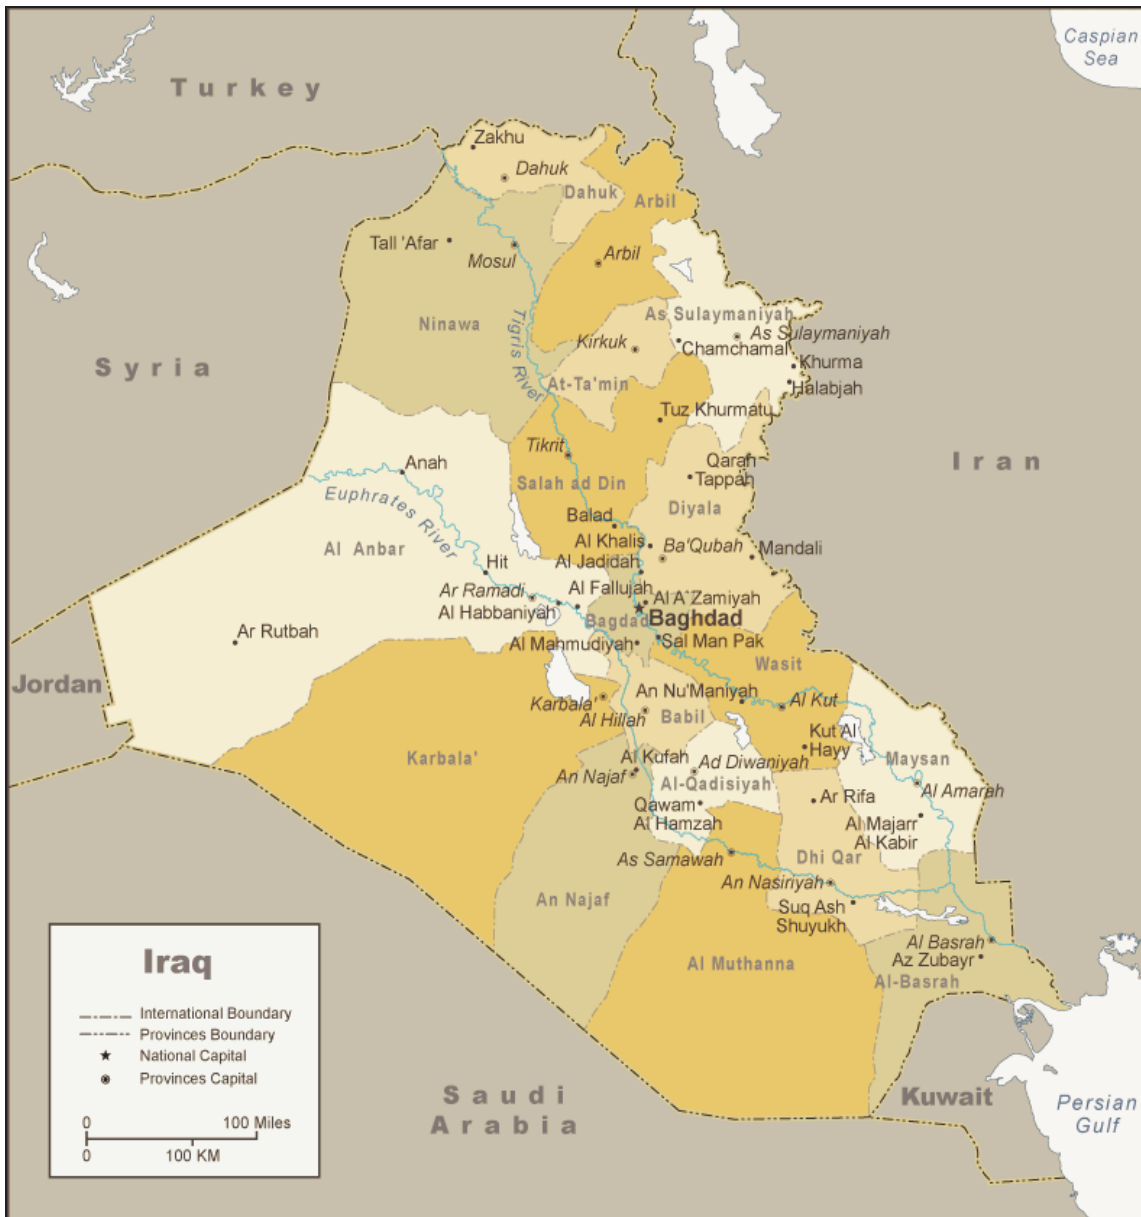 Caspian
Sea
Turkey
Zakhu
Dahuk
Dahuk
Arbil
Tall 'Afar
Mosul
Arbil
Ninawa
Tigris River
As Sulaymaniyah
As Sulaymaniyah
Kirkuk
Chamchamal
Syria
Khurma
At-Ta'min
Halabjah
Tuz Khurmatu
Tikrit
Anah
Qarah
Tappah
Iran
Euphrates River
Salah ad Din
Diyala
Balad
Al Khalis
Ba'Qubah
Mandali
Al Anbar
Hit
Al Jadidah
Ar Ramadi
Al Fallujah
Al A'Zamiyah
Al Habbaniyah
Bagdad
Baghdad
Ar Rutbah
Al Mahmudiyah
Sal Man Pak
Wasit
Jordan
An Nu'Maniyah
Al Kut
Karbala'
Al Hillah
Babil
Kut Al
Hayy
Karbala'
Al Kufah
Ad Diwaniyah
Maysan
An Najaf
Al-Qadisiyah
Al Amarah
Qawam
Al Hamzah
Ar Rifa
Al Majarr
Al Kabir
As Samawah
Dhi Qar
An Nasiriyah
An Najaf
Suq Ash
Shuyukh
Al Basrah
Az Zubayr
Al Muthanna
Al-Basrah
Iraq
International Boundary
Provinces Boundary
National Capital
Provinces Capital
0 100 Miles
0 100 KM
Saudi
Arabia
Kuwait
Persian
Gulf